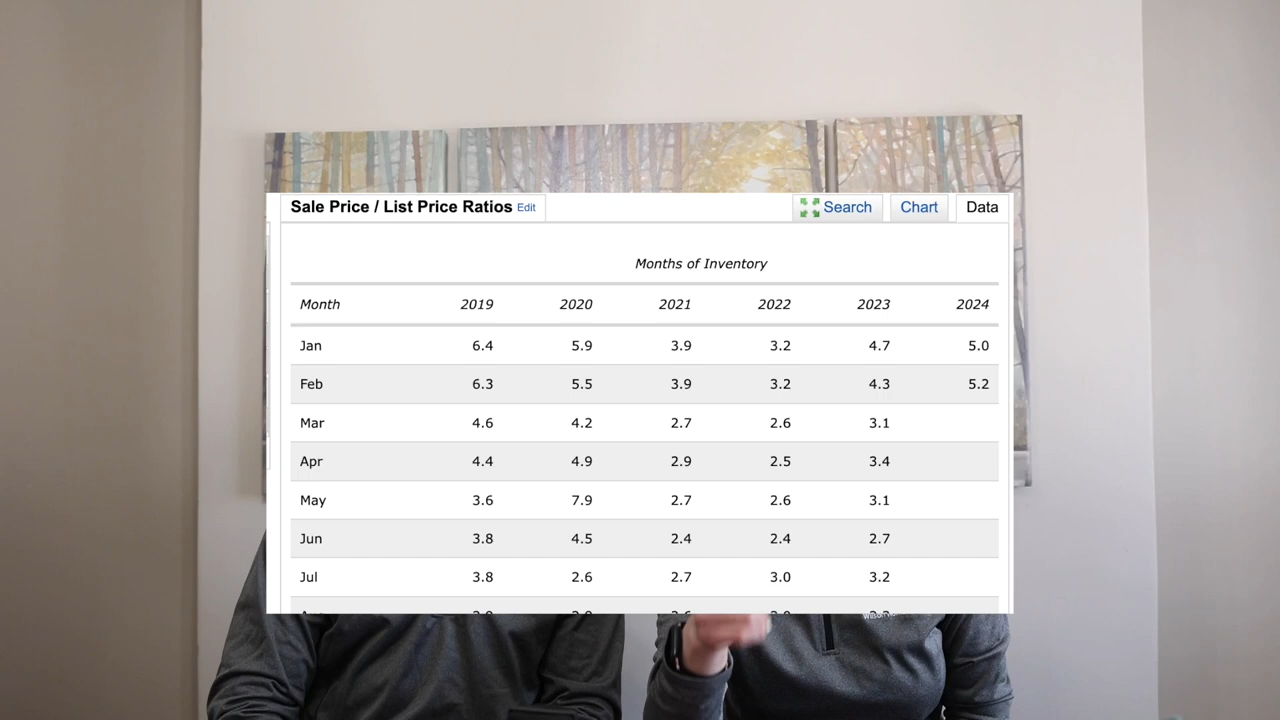 Sale Price / List Price Ratios Edit Search Chart Data
Months of Inventory
Month 2019 2020 2021 2022 2023 2024
Jan 6.4 5.9 3.9 3.2 4.7 5.0
Feb 6.3 5.5 3.9 3.2 4.3 5.2
Mar 4.6 4.2 2.7 2.6 3.1
Apr 4.4 4.9 2.9 2.5 3.4
May 3.6 7.9 2.7 2.6 3.1
Jun 3.8 4.5 2.4 2.4 2.7
Jul 3.8 2.6 2.7 3.0 3.2